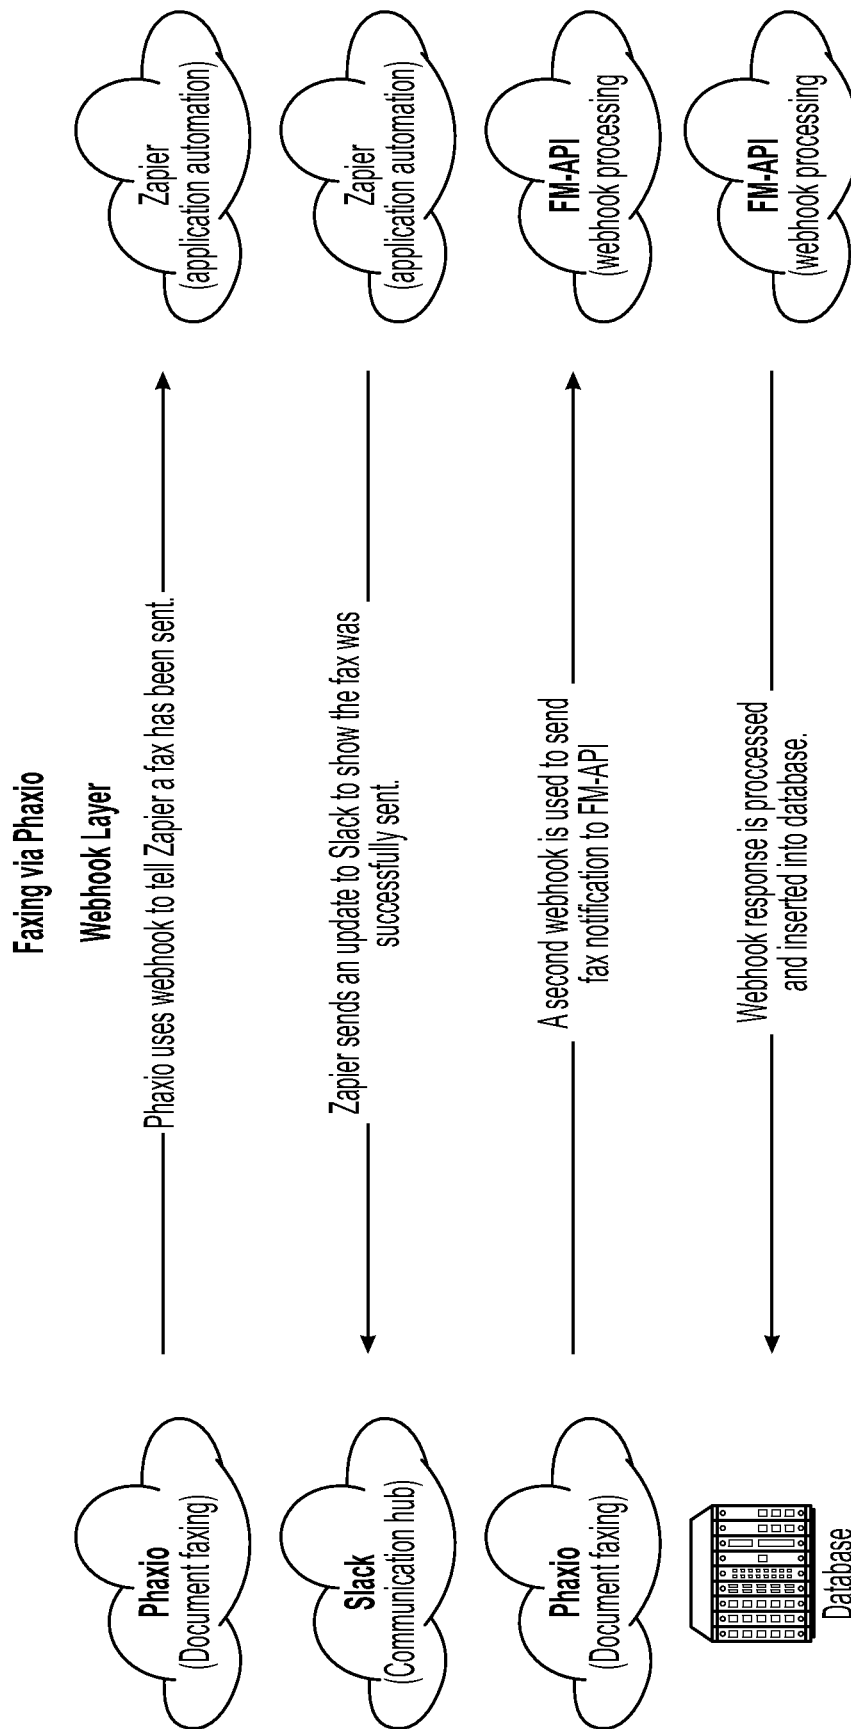 Faxing via Phaxio
Webhook Layer
Phaxio
(Document faxing)
Phaxio uses webhook to tell Zapier a fax has been sent.
Zapier
(application automation)
Slack
(Communication hub)
Zapier sends an update to Slack to show the fax was
successfully sent.
Zapier
(application automation)
Phaxio
(Document faxing)
A second webhook is used to send
fax notification to FM-API
FM-API
(webhook processing)
Database
Webhook response is proccessed
and inserted into database.
FM-API
(webhook processing)